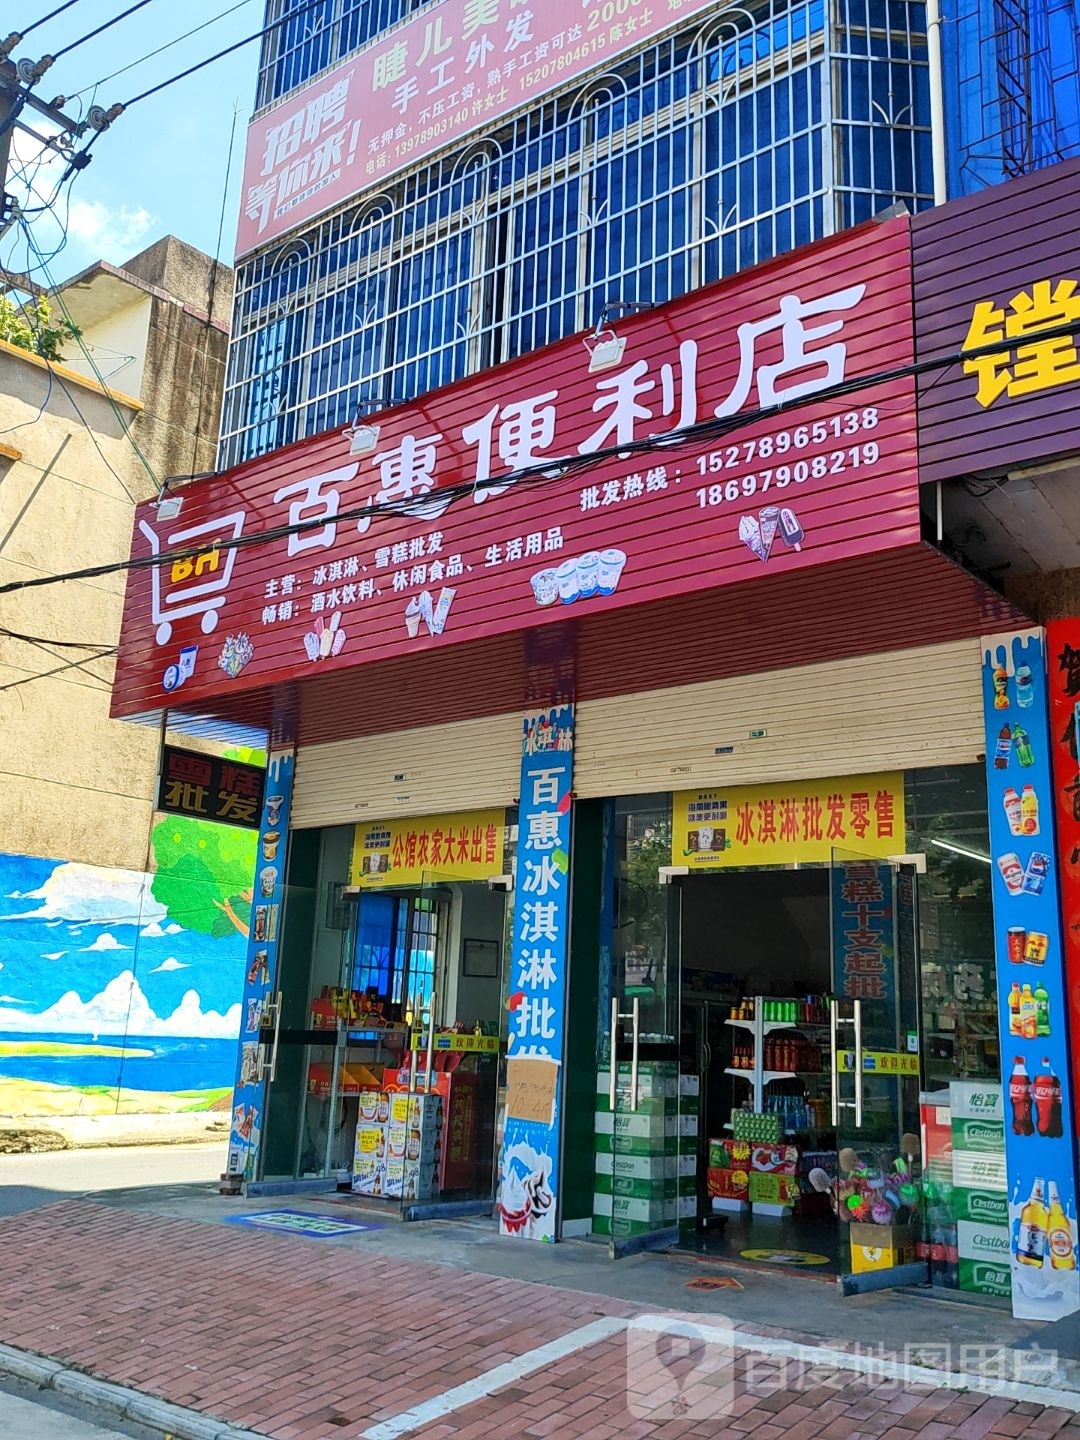 招聘
等你来!
睫儿美
手工外发
无押金，不压工资，熟手工资可达2000
电话：13978903140 许女士 15207804615 陈女士
百惠便利店
BH
主营：冰淇淋、雪糕批发
畅销：酒水饮料、休闲食品、生活用品
批发热线：15278965138
18697908219
镗
雪糕
批发
公馆农家大米出售
冰淇淋批发零售
百惠冰淇淋批发
雪糕十支起批
欢迎光临
欢迎光临
怡寶
Cestbon
Cestbon
怡寶
百度地图用户